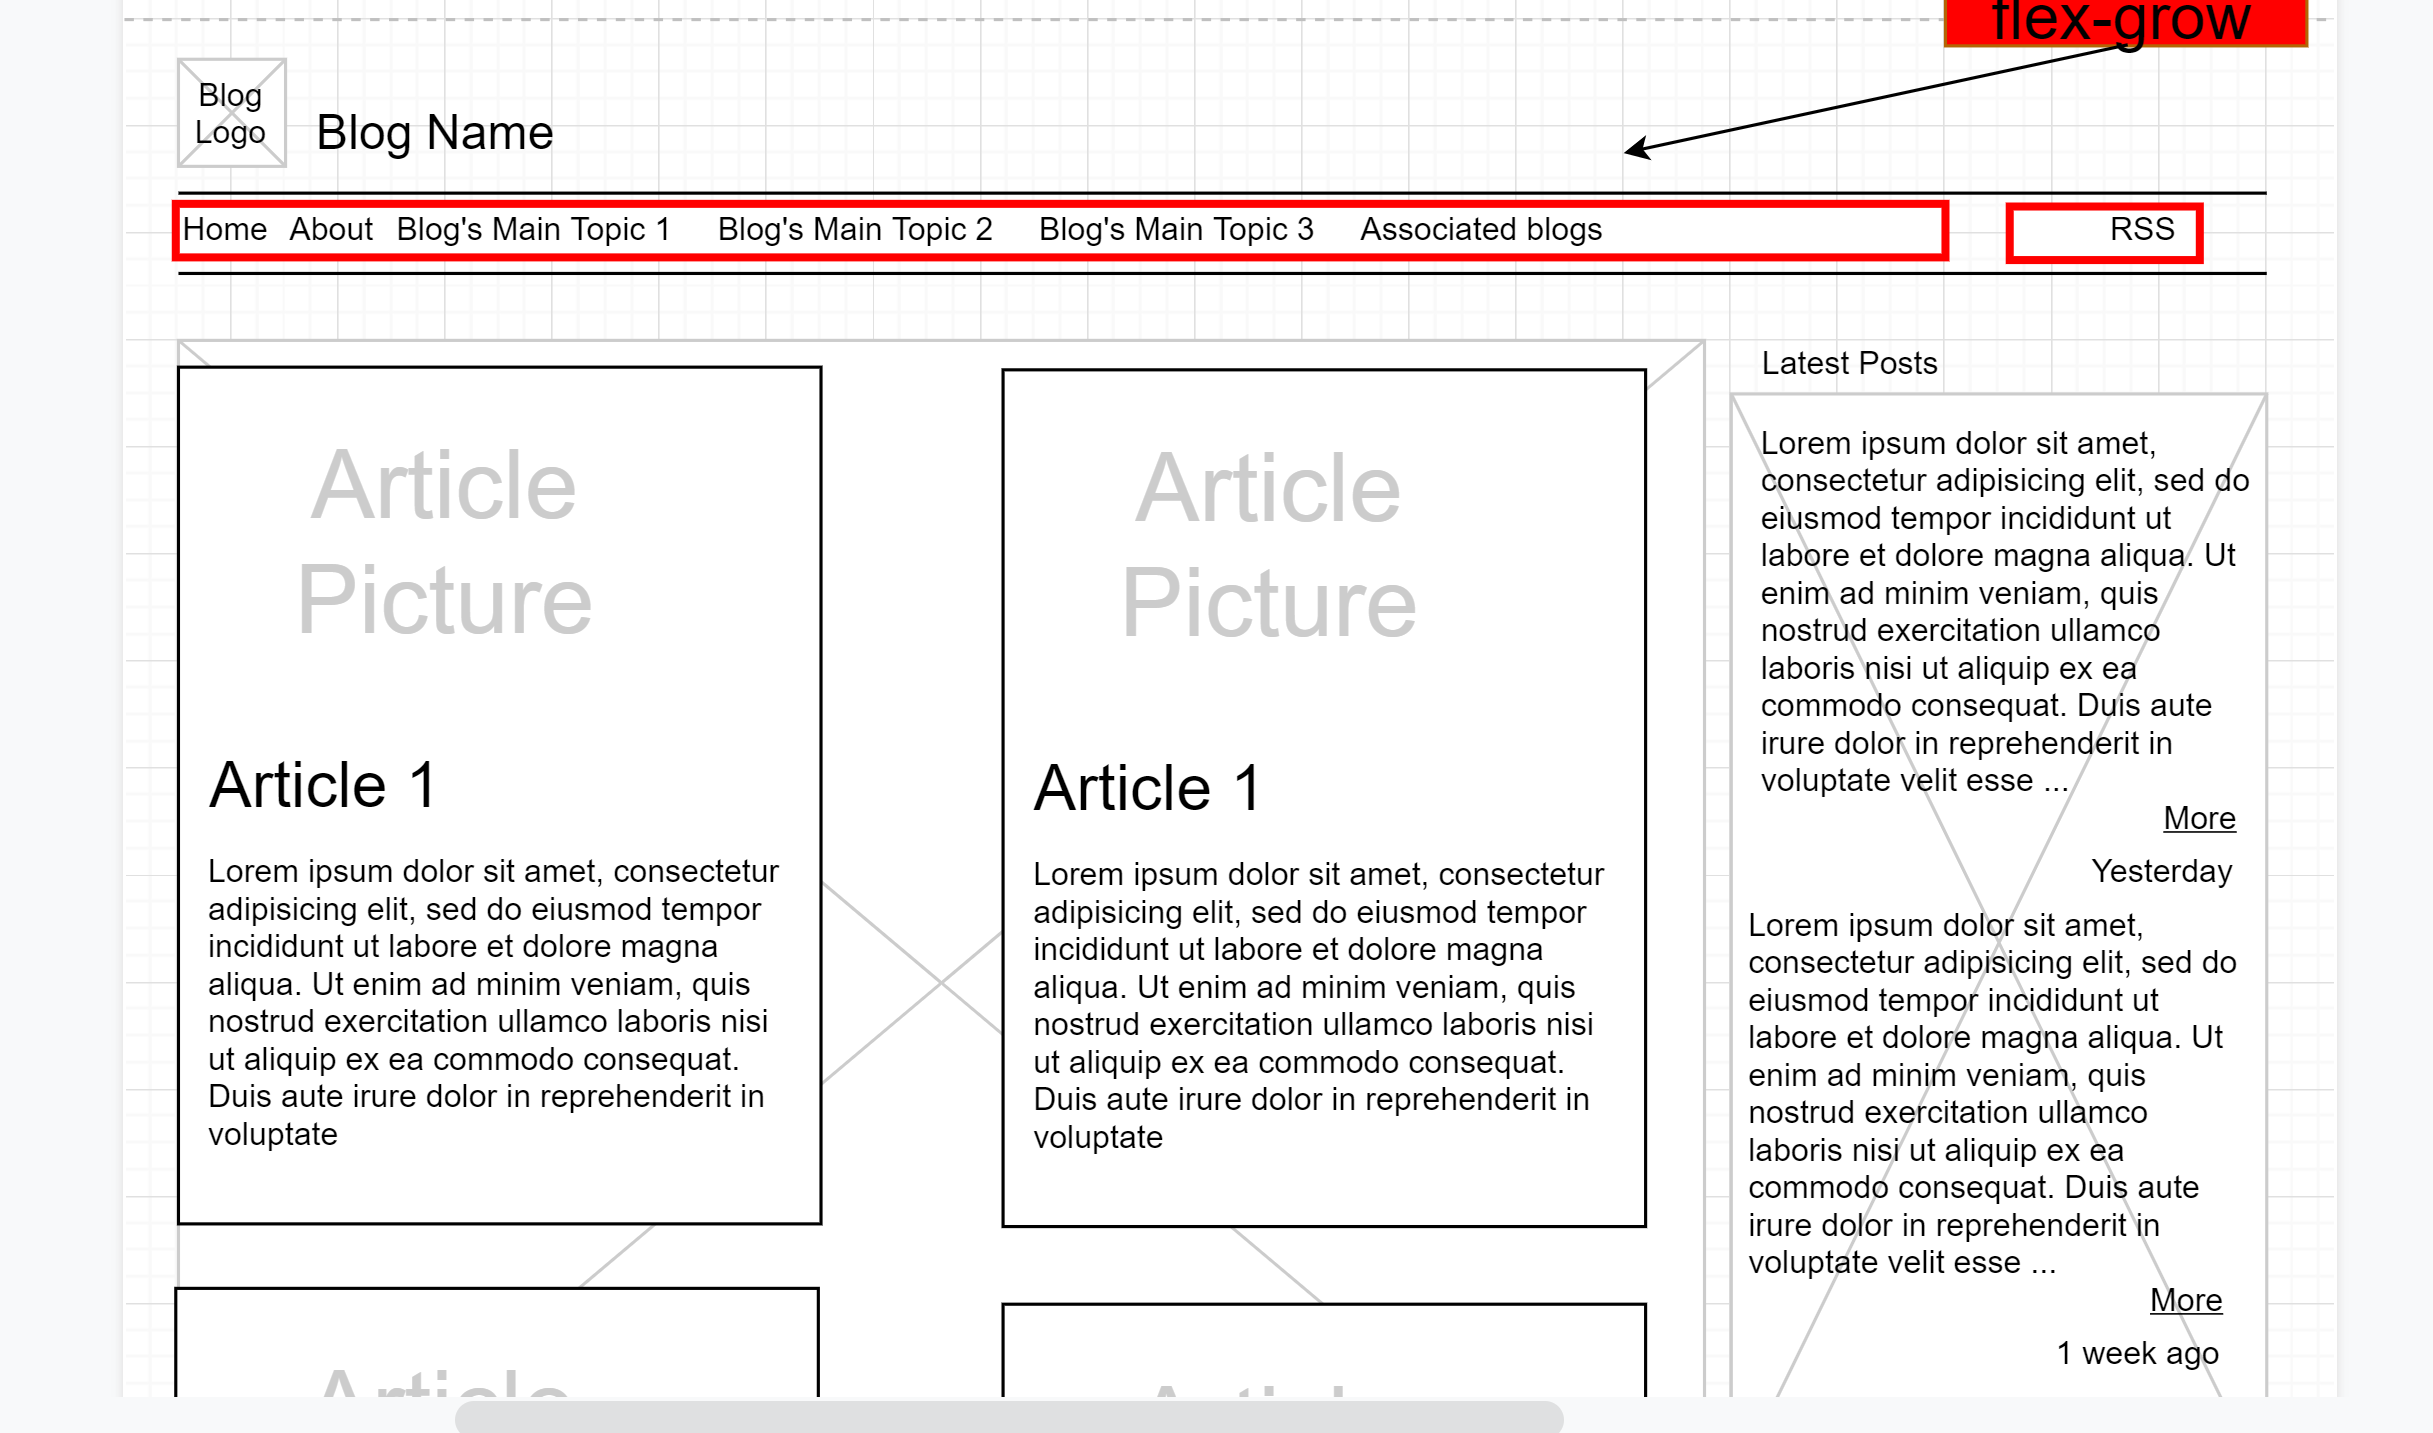 flex-grow
Blog
Logo
Blog Name
Home About Blog's Main Topic 1 Blog's Main Topic 2 Blog's Main Topic 3 Associated blogs RSS
Article
Picture
Article 1
Lorem ipsum dolor sit amet, consectetur
adipisicing elit, sed do eiusmod tempor
incididunt ut labore et dolore magna
aliqua. Ut enim ad minim veniam, quis
nostrud exercitation ullamco laboris nisi
ut aliquip ex ea commodo consequat.
Duis aute irure dolor in reprehenderit in
voluptate
Article
Picture
Article 1
Lorem ipsum dolor sit amet, consectetur
adipisicing elit, sed do eiusmod tempor
incididunt ut labore et dolore magna
aliqua. Ut enim ad minim veniam, quis
nostrud exercitation ullamco laboris nisi
ut aliquip ex ea commodo consequat.
Duis aute irure dolor in reprehenderit in
voluptate
Latest Posts
Lorem ipsum dolor sit amet,
consectetur adipisicing elit, sed do
eiusmod tempor incididunt ut
labore et dolore magna aliqua. Ut
enim ad minim veniam, quis
nostrud exercitation ullamco
laboris nisi ut aliquip ex ea
commodo consequat. Duis aute
irure dolor in reprehenderit in
voluptate velit esse ...
More
Yesterday
Lorem ipsum dolor sit amet,
consectetur adipisicing elit, sed do
eiusmod tempor incididunt ut
labore et dolore magna aliqua. Ut
enim ad minim veniam, quis
nostrud exercitation ullamco
laboris nisi ut aliquip ex ea
commodo consequat. Duis aute
irure dolor in reprehenderit in
voluptate velit esse ...
More
1 week ago
Article